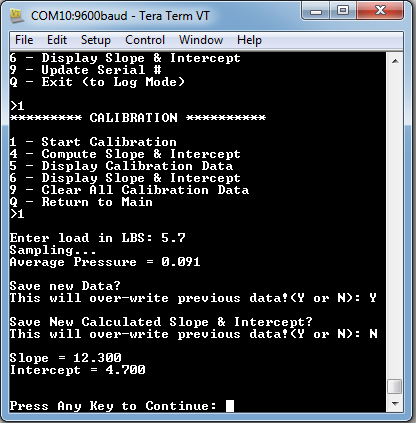 COM10:9600baud - Tera Term VT
File Edit Setup Control Window Help
6 - Display Slope & Intercept
9 - Update Serial #
Q - Exit (to Log Mode)
>1
********* CALIBRATION **********
1 - Start Calibration
4 - Compute Slope & Intercept
5 - Display Calibration Data
6 - Display Slope & Intercept
9 - Clear All Calibration Data
Q - Return to Main
>1
Enter load in LBS: 5.7
Sampling...
Average Pressure = 0.091
Save new Data?
This will over-write previous data!(Y or N): Y
Save New Calculated Slope & Intercept?
This will over-write previous data!(Y or N): N
Slope = 12.300
Intercept = 4.700
Press Any Key to Continue: